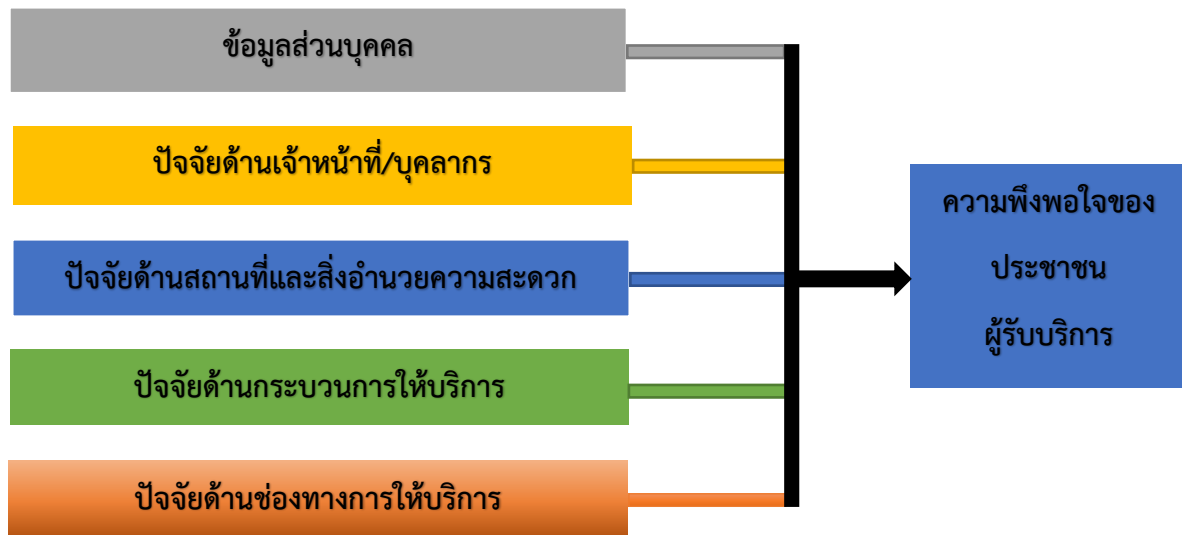 ข้อมูลส่วนบุคคล
ปัจจัยด้านเจ้าหน้าที่/บุคลากร
ปัจจัยด้านสถานที่และสิ่งอำนวยความสะดวก
ปัจจัยด้านกระบวนการให้บริการ
ปัจจัยด้านช่องทางการให้บริการ
ความพึงพอใจของ
ประชาชน
ผู้รับบริการ